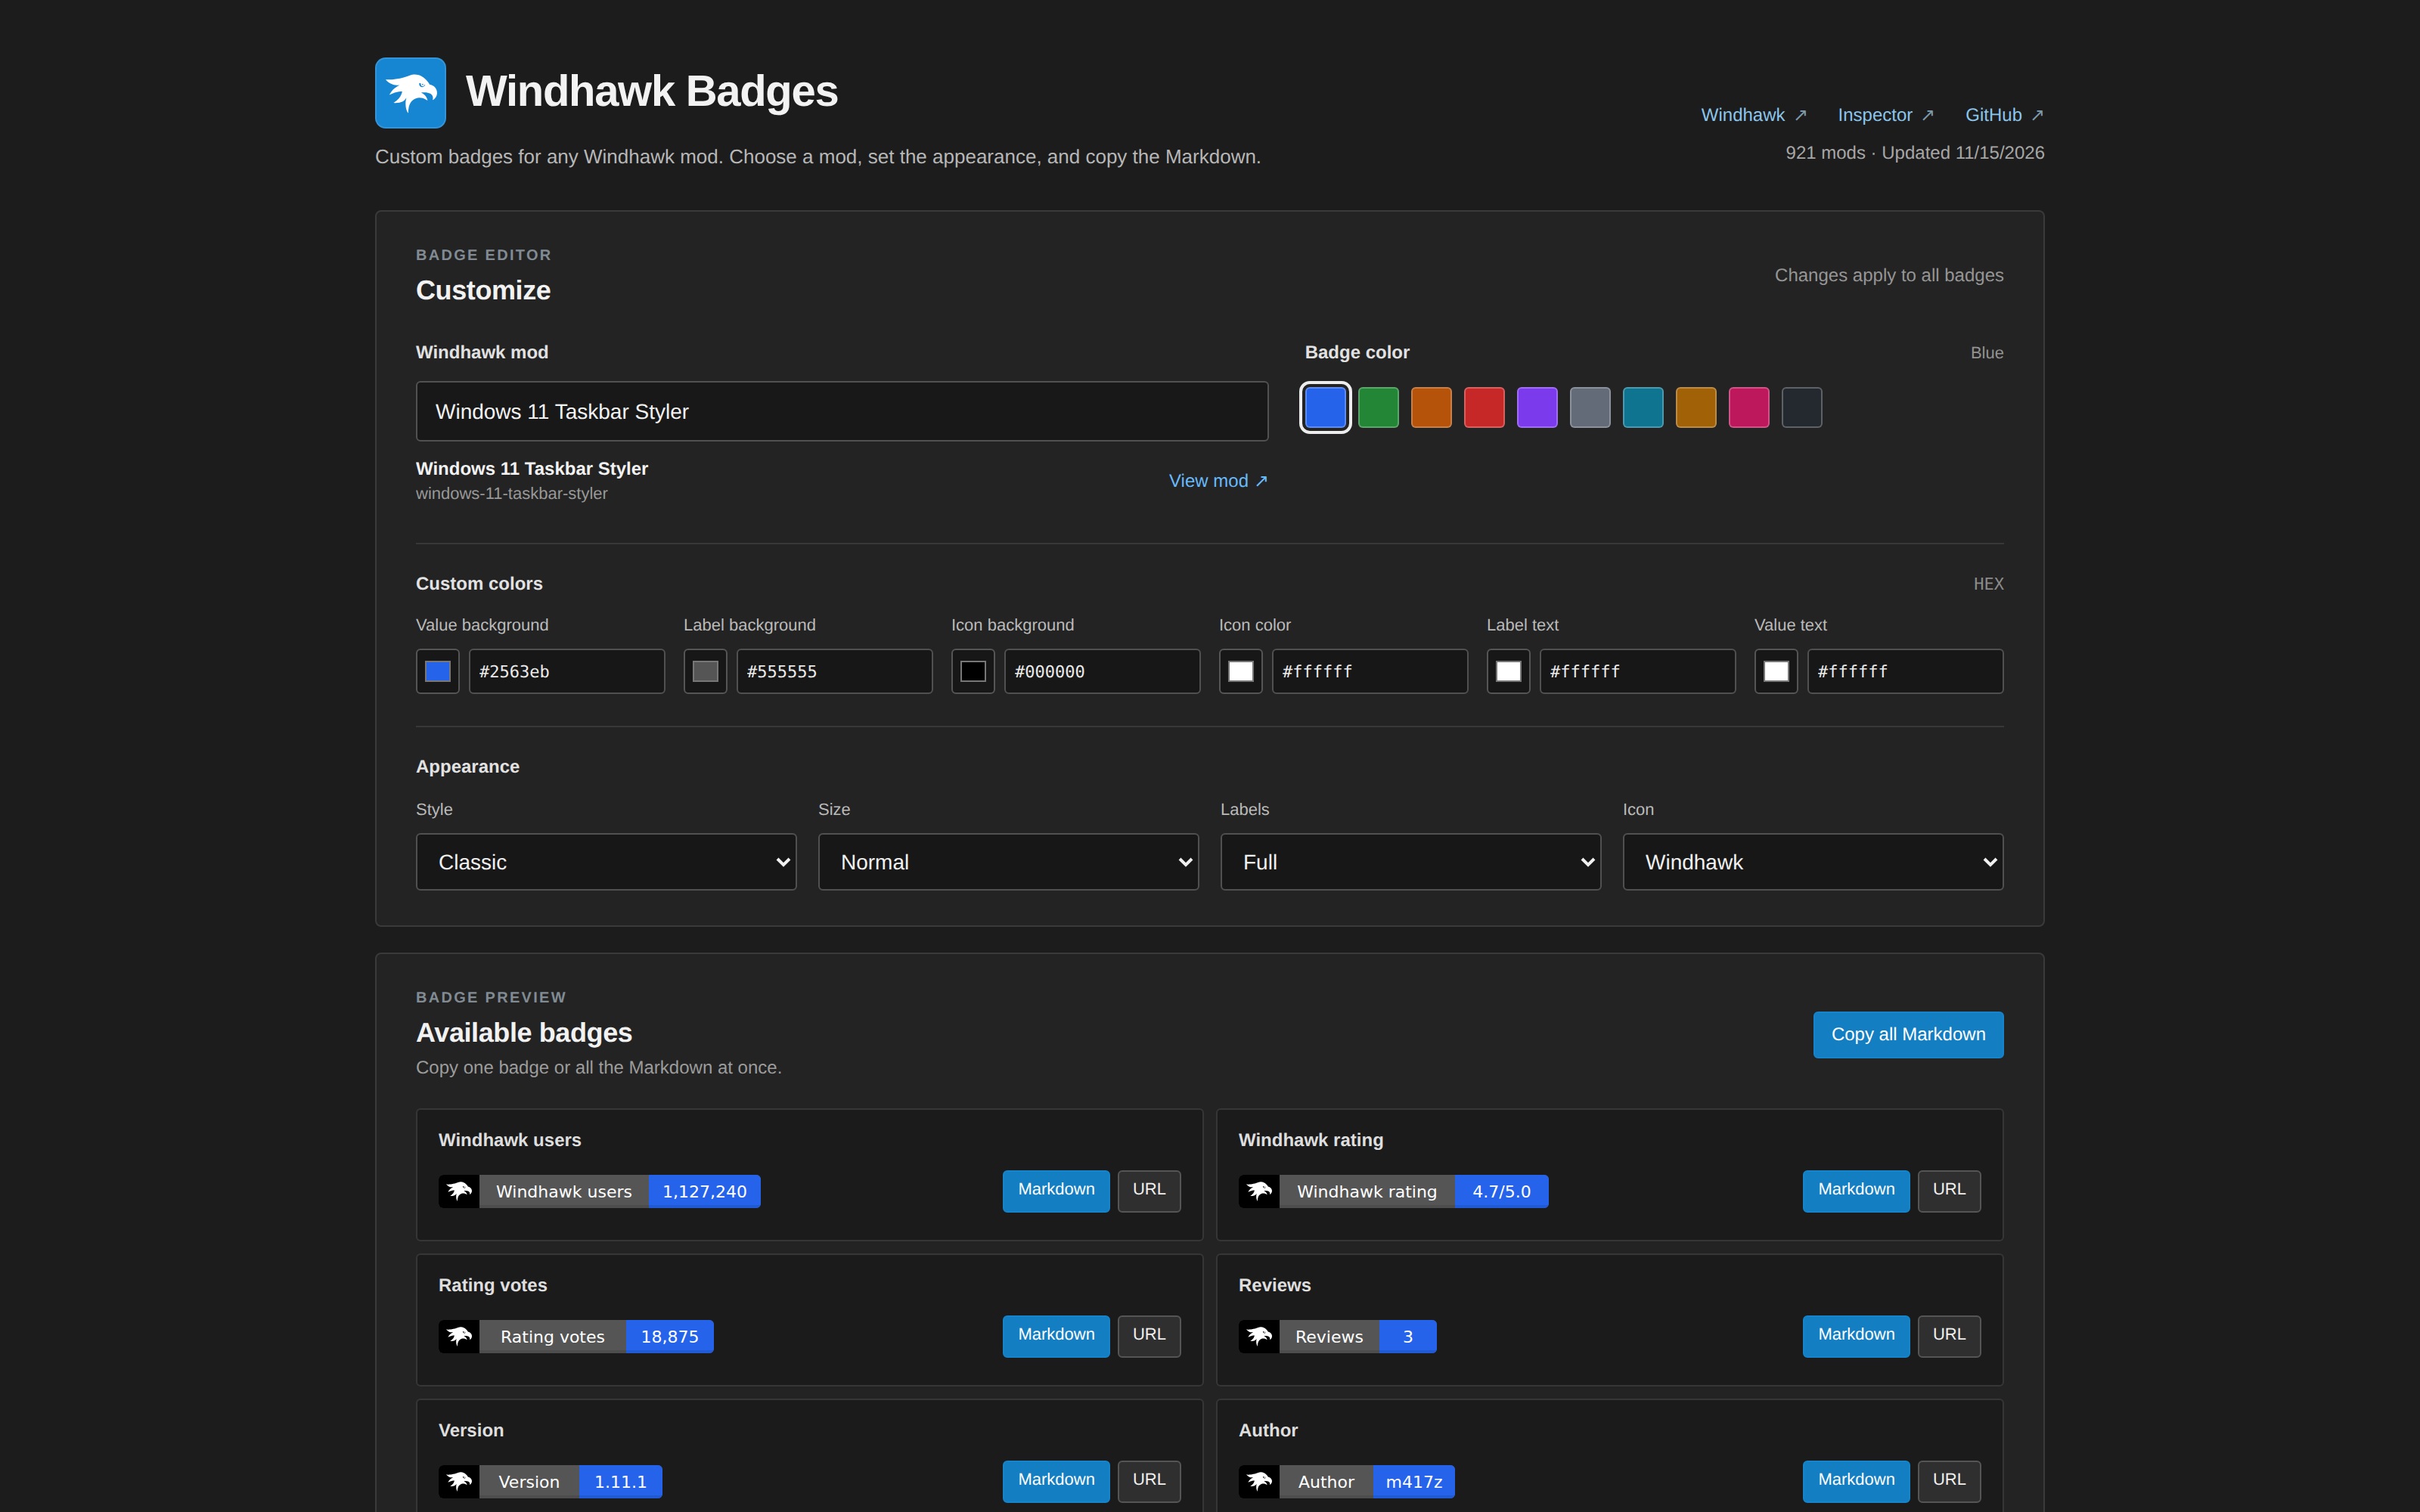 Windhawk Badges
Custom badges for any Windhawk mod. Choose a mod, set the appearance, and copy the Markdown.
Windhawk ↗ Inspector ↗ GitHub ↗
921 mods · Updated 11/15/2026
BADGE EDITOR
Customize
Changes apply to all badges
Windhawk mod
Windows 11 Taskbar Styler
Windows 11 Taskbar Styler
windows-11-taskbar-styler
View mod ↗
Badge color
Blue
Custom colors
HEX
Value background
#2563eb
Label background
#555555
Icon background
#000000
Icon color
#ffffff
Label text
#ffffff
Value text
#ffffff
Appearance
Style
Classic
Size
Normal
Labels
Full
Icon
Windhawk
BADGE PREVIEW
Available badges
Copy one badge or all the Markdown at once.
Copy all Markdown
Windhawk users
Windhawk users 1,127,240
Markdown URL
Windhawk rating
Windhawk rating 4.7/5.0
Markdown URL
Rating votes
Rating votes 18,875
Markdown URL
Reviews
Reviews 3
Markdown URL
Version
Version 1.11.1
Markdown URL
Author
Author m417z
Markdown URL